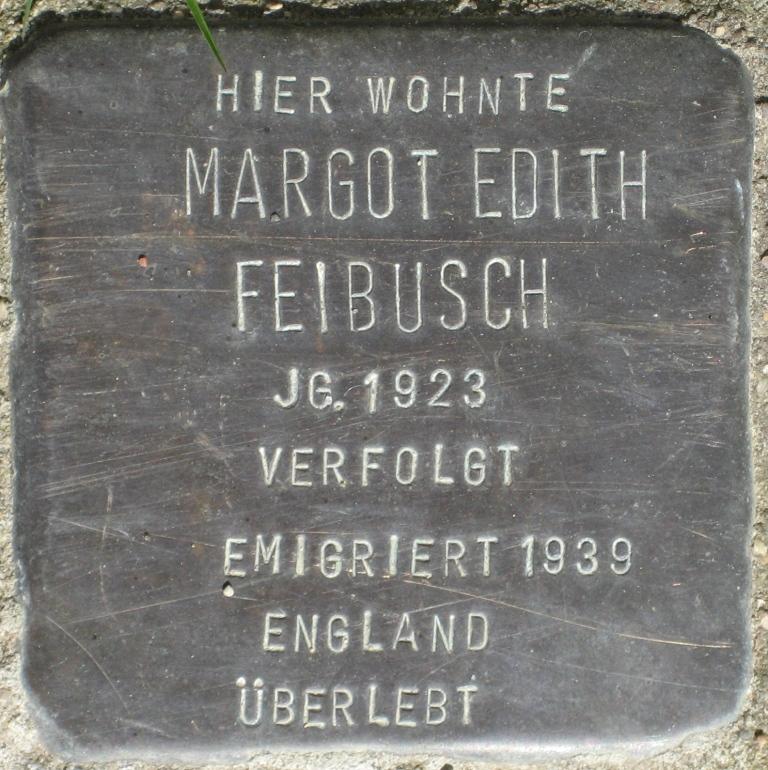 HIER WOHNTE
MARGOT EDITH
FEIBUSCH
JG. 1923
VERFOLGT
EMIGRIERT 1939
ENGLAND
ÜBERLEBT